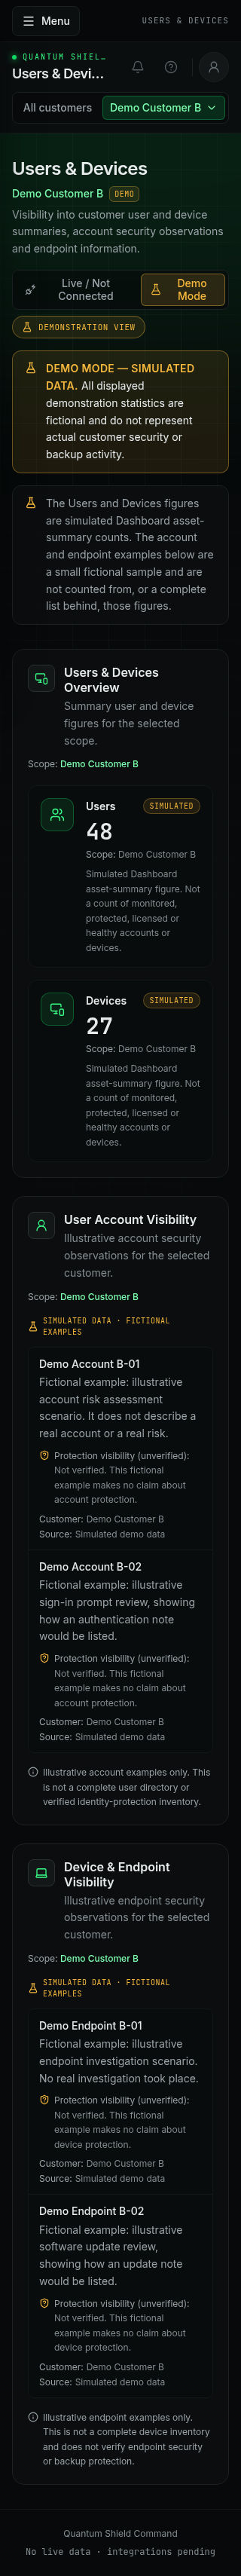 Menu
USERS & DEVICES
QUANTUM SHIEL…
Users & Devi…
All customers
Demo Customer B
Users & Devices
Demo Customer B
DEMO
Visibility into customer user and device
summaries, account security observations
and endpoint information.
Live / Not
Connected
Demo
Mode
DEMONSTRATION VIEW
DEMO MODE — SIMULATED
DATA. All displayed
demonstration statistics are
fictional and do not represent
actual customer security or
backup activity.
The Users and Devices figures
are simulated Dashboard asset-
summary counts. The account
and endpoint examples below are
a small fictional sample and are
not counted from, or a complete
list behind, those figures.
Users & Devices
Overview
Summary user and device
figures for the selected
scope.
Scope: Demo Customer B
Users
SIMULATED
48
Scope: Demo Customer B
Simulated Dashboard
asset-summary figure. Not
a count of monitored,
protected, licensed or
healthy accounts or
devices.
Devices
SIMULATED
27
Scope: Demo Customer B
Simulated Dashboard
asset-summary figure. Not
a count of monitored,
protected, licensed or
healthy accounts or
devices.
User Account Visibility
Illustrative account security
observations for the selected
customer.
Scope: Demo Customer B
SIMULATED DATA · FICTIONAL
EXAMPLES
Demo Account B-01
Fictional example: illustrative
account risk assessment
scenario. It does not describe a
real account or a real risk.
Protection visibility (unverified):
Not verified. This fictional
example makes no claim about
account protection.
Customer: Demo Customer B
Source: Simulated demo data
Demo Account B-02
Fictional example: illustrative
sign-in prompt review, showing
how an authentication note
would be listed.
Protection visibility (unverified):
Not verified. This fictional
example makes no claim about
account protection.
Customer: Demo Customer B
Source: Simulated demo data
Illustrative account examples only. This
is not a complete user directory or
verified identity-protection inventory.
Device & Endpoint
Visibility
Illustrative endpoint security
observations for the selected
customer.
Scope: Demo Customer B
SIMULATED DATA · FICTIONAL
EXAMPLES
Demo Endpoint B-01
Fictional example: illustrative
endpoint investigation scenario.
No real investigation took place.
Protection visibility (unverified):
Not verified. This fictional
example makes no claim about
device protection.
Customer: Demo Customer B
Source: Simulated demo data
Demo Endpoint B-02
Fictional example: illustrative
software update review,
showing how an update note
would be listed.
Protection visibility (unverified):
Not verified. This fictional
example makes no claim about
device protection.
Customer: Demo Customer B
Source: Simulated demo data
Illustrative endpoint examples only.
This is not a complete device inventory
and does not verify endpoint security
or backup protection.
Quantum Shield Command
No live data · integrations pending